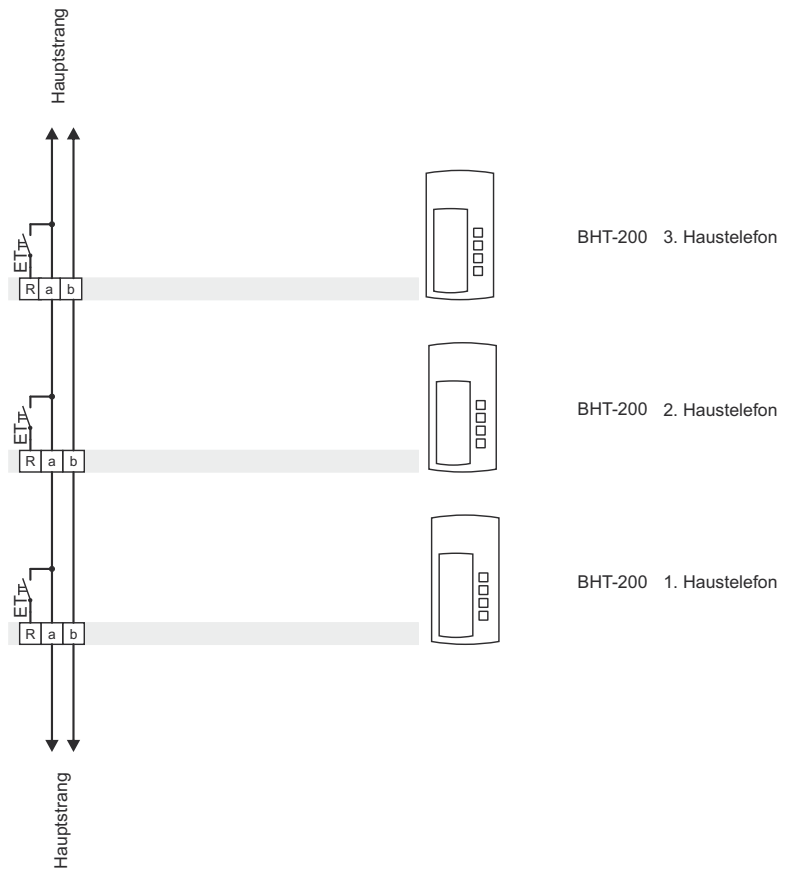 Hauptstrang
BHT-200 3. Haustelefon
ET
R a b
BHT-200 2. Haustelefon
ET
R a b
BHT-200 1. Haustelefon
ET
R a b
Hauptstrang